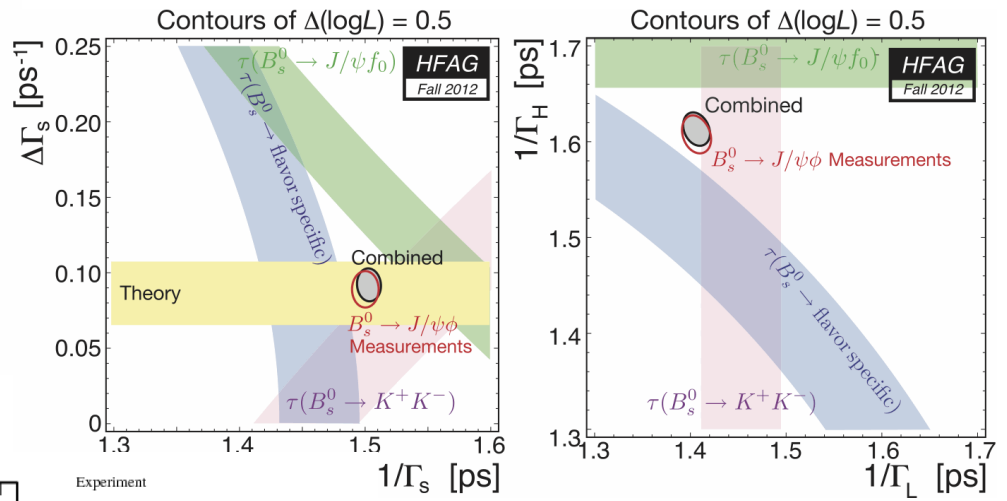 Contours of Δ(logL) = 0.5
ΔΓs [ps⁻¹]
0.25
0.20
0.15
0.10
0.05
0
τ(B⁰s → J/ψf₀)
HFAG
Fall 2012
τ(B⁰s → flavor specific)
Combined
Theory
B⁰s → J/ψϕ
Measurements
τ(B⁰s → K⁺K⁻)
1.3
1.4
1.5
1.6
1/Γs [ps]
Experiment
Contours of Δ(logL) = 0.5
1/ΓH [ps]
1.7
1.6
1.5
1.4
1.3
τ(B⁰s → J/ψf₀)
HFAG
Fall 2012
Combined
B⁰s → J/ψϕ Measurements
τ(B⁰s → flavor specific)
τ(B⁰s → K⁺K⁻)
1.3
1.4
1.5
1.6
1.7
1/ΓL [ps]